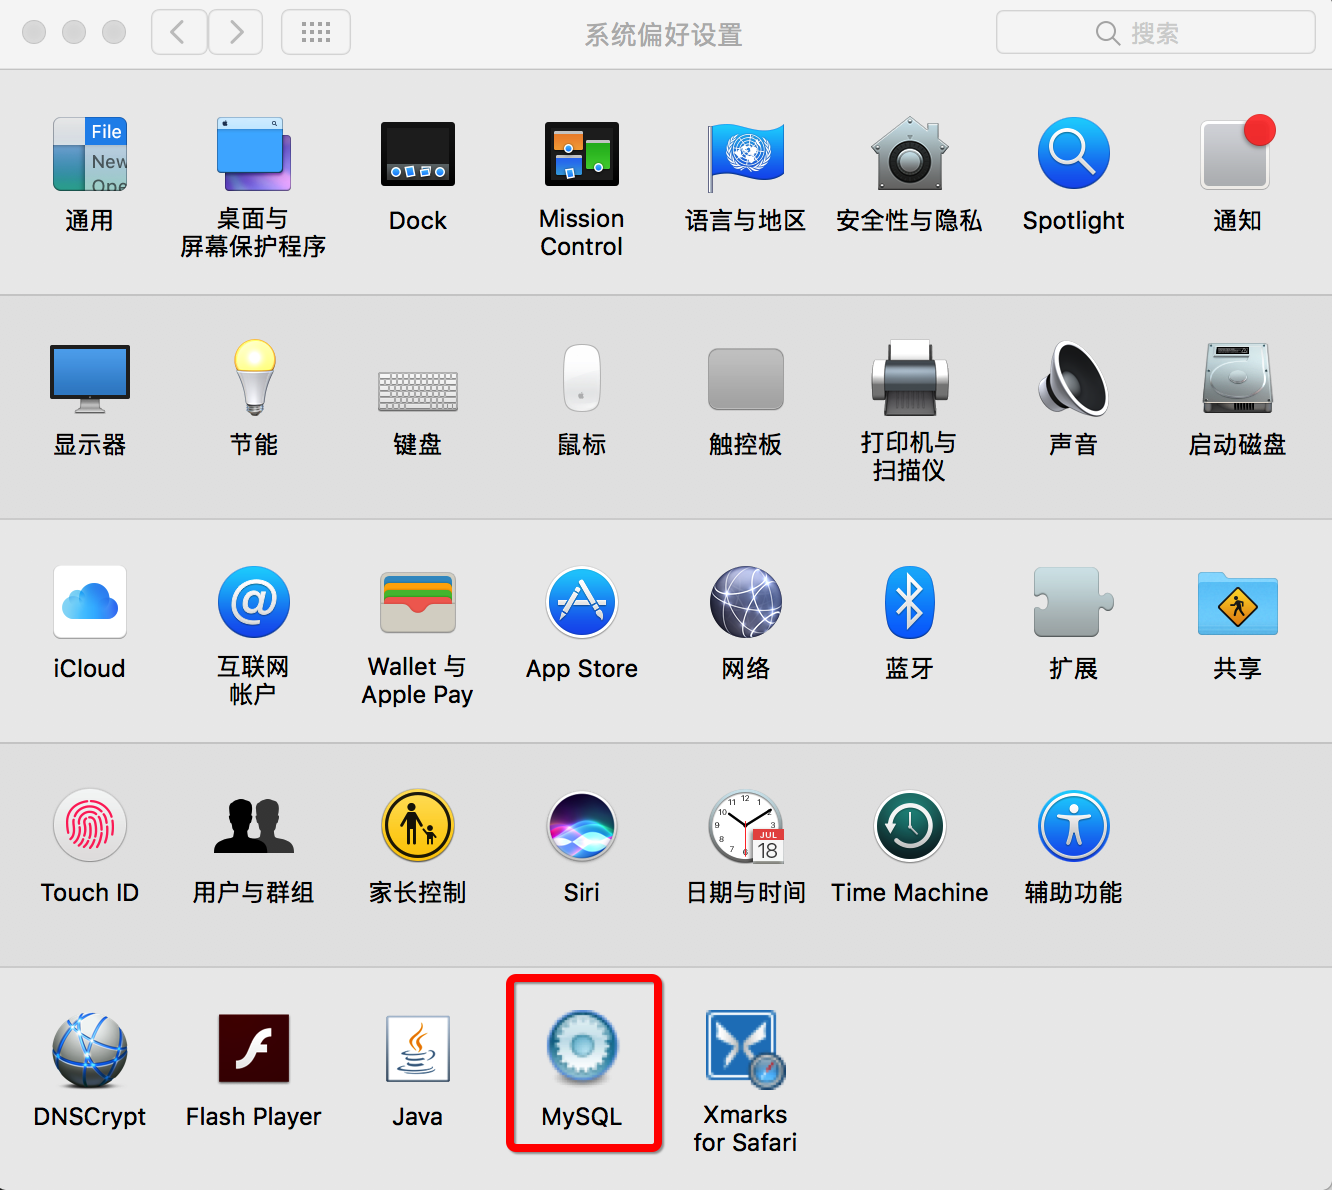 系统偏好设置
搜索
File
New
Ope
通用
桌面与
屏幕保护程序
Dock
Mission
Control
语言与地区
安全性与隐私
Spotlight
通知
显示器
节能
键盘
鼠标
触控板
打印机与
扫描仪
声音
启动磁盘
iCloud
互联网
帐户
Wallet 与
Apple Pay
App Store
网络
蓝牙
扩展
共享
JUL
18
Touch ID
用户与群组
家长控制
Siri
日期与时间
Time Machine
辅助功能
DNSCrypt
Flash Player
Java
MySQL
Xmarks
for Safari